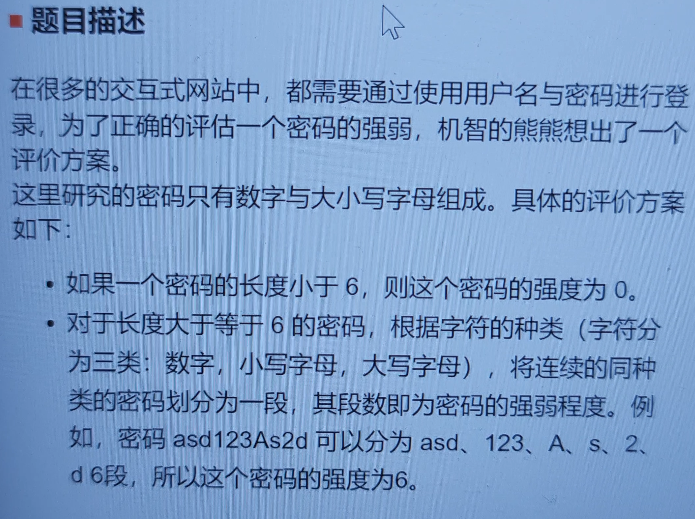 题目描述
在很多的交互式网站中，都需要通过使用用户名与密码进行登
录，为了正确的评估一个密码的强弱，机智的熊熊想出了一个
评价方案。
这里研究的密码只有数字与大小写字母组成。具体的评价方案
如下：
• 如果一个密码的长度小于 6，则这个密码的强度为 0。
• 对于长度大于等于 6 的密码，根据字符的种类（字符分
为三类：数字，小写字母，大写字母），将连续的同种
类的密码划分为一段，其段数即为密码的强弱程度。例
如，密码 asd123As2d 可以分为 asd、123、A、s、2、
d 6段，所以这个密码的强度为6。